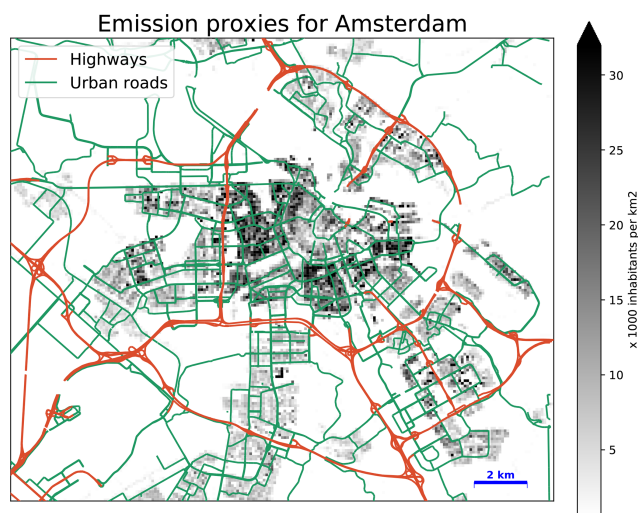 Emission proxies for Amsterdam
Highways
Urban roads
2 km
30
25
20
15
10
5
x 1000 inhabitants per km2